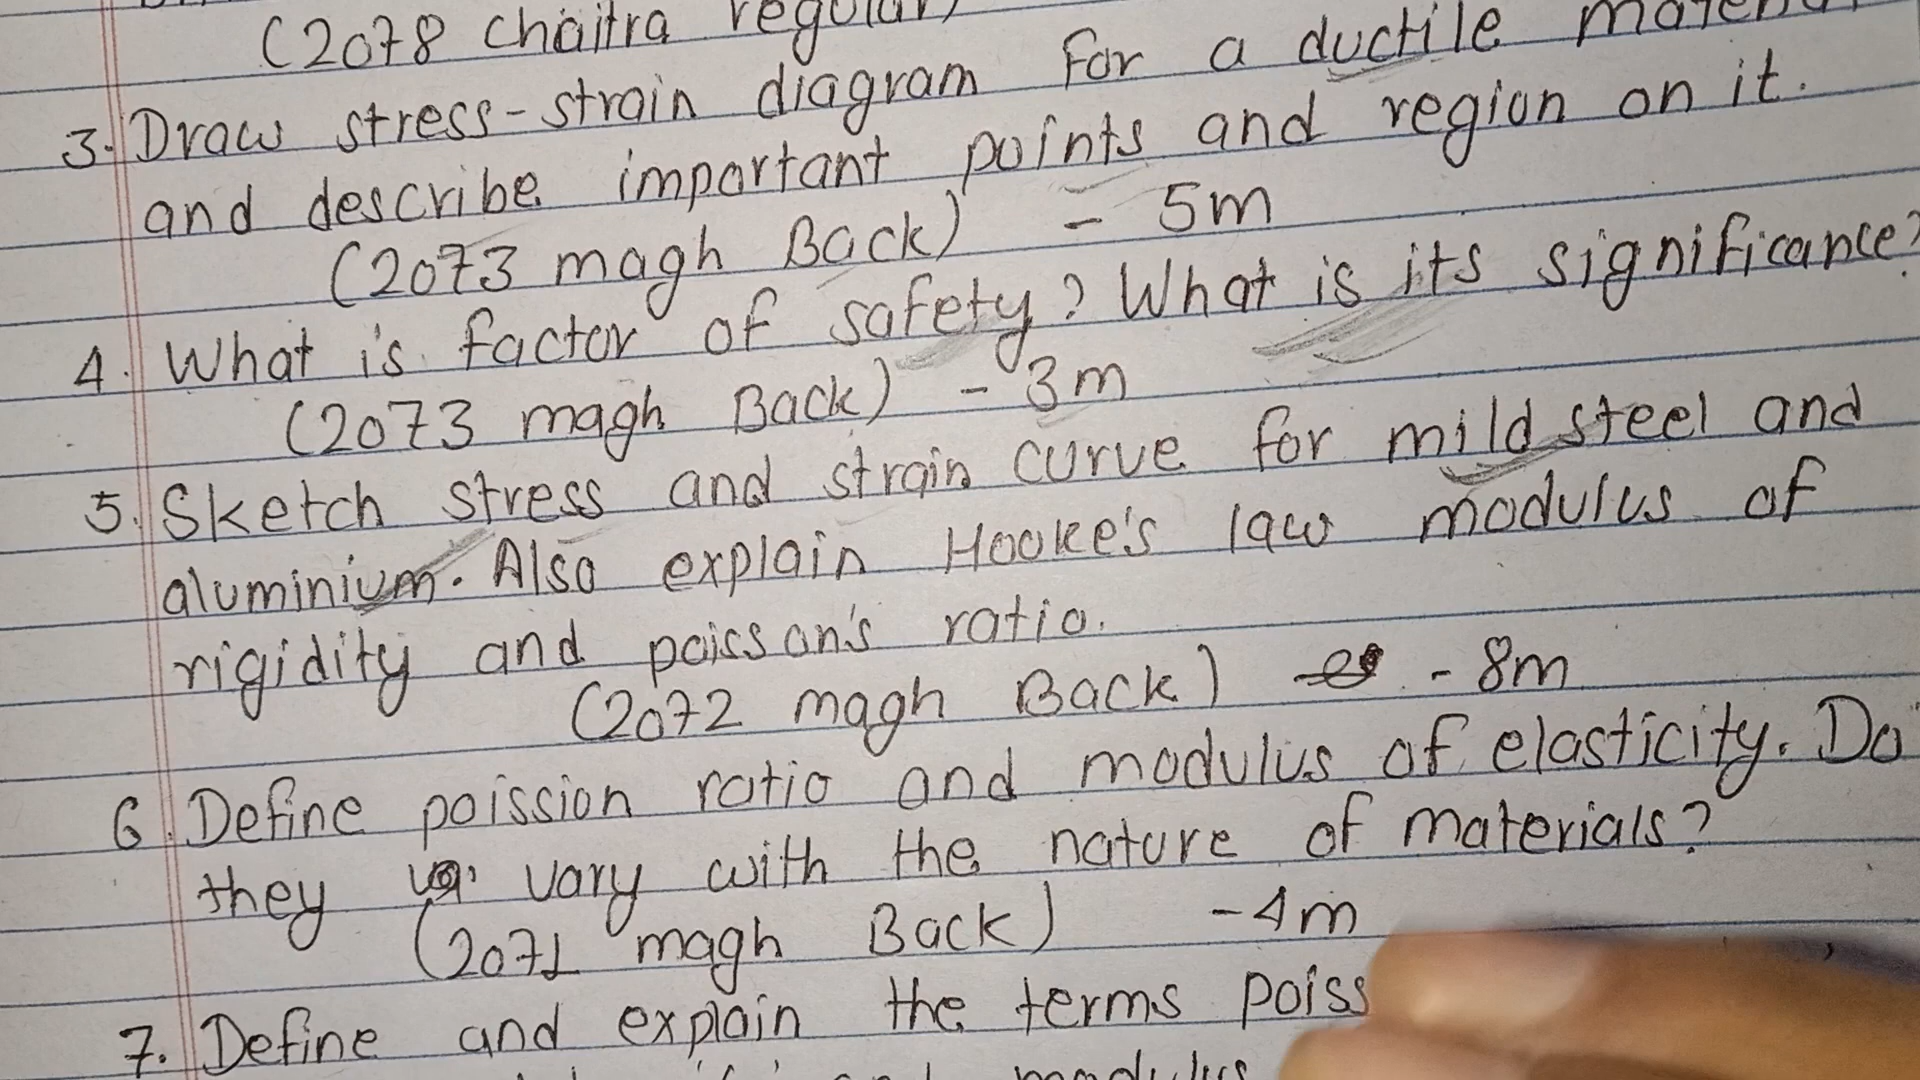 (2078 chaitra regular)
3. Draw stress-strain diagram for a ductile material
and describe important points and region on it.
(2073 magh Back) - 5m
4. What is factor of safety? What is its significance?
(2073 magh Back) - 3m
5. Sketch stress and strain curve for mild steel and
aluminium. Also explain Hooke's law modulus of
rigidity and poisson's ratio.
(2072 magh Back) - 8m
6. Define poission ratio and modulus of elasticity. Do
they vary with the nature of materials?
(2071 magh Back) - 4m
7. Define and explain the terms poiss
modulus